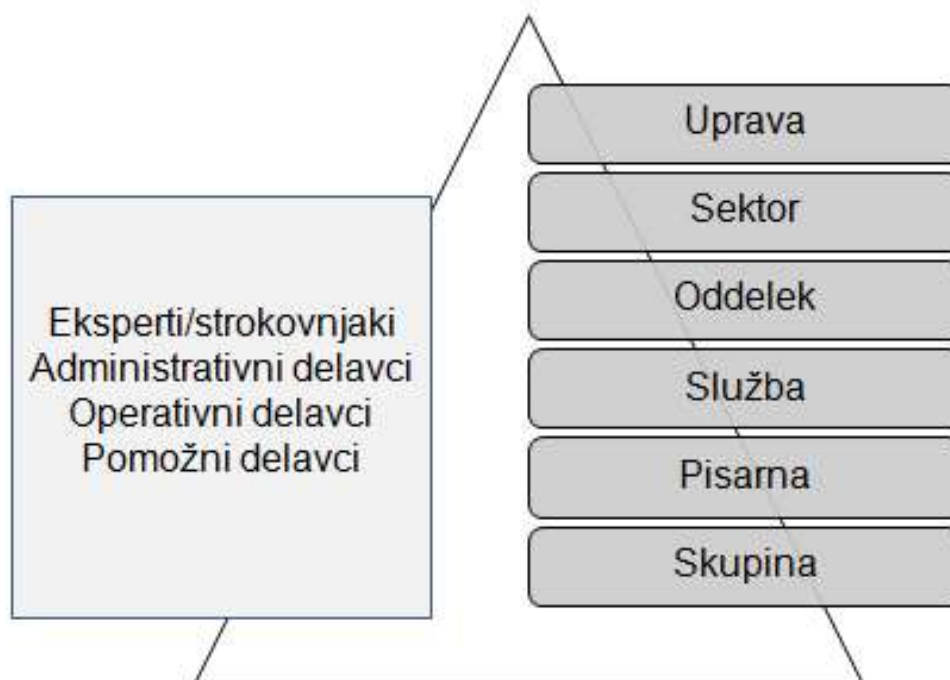 Eksperti/strokovnjaki
Administrativni delavci
Operativni delavci
Pomožni delavci
Uprava
Sektor
Oddelek
Služba
Pisarna
Skupina